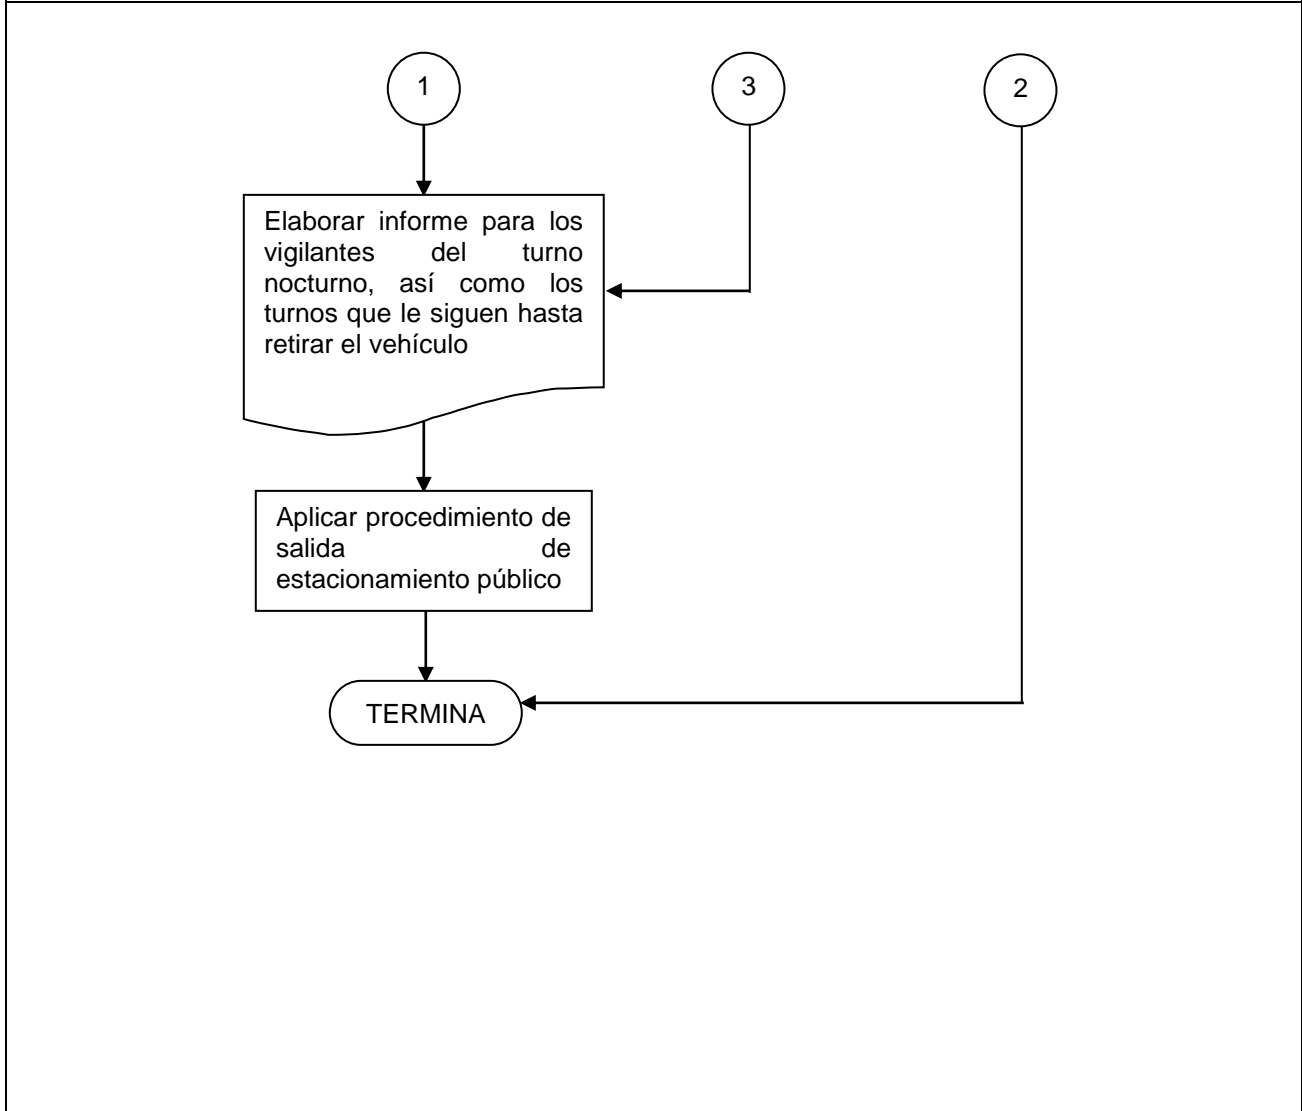 1
3
2
Elaborar informe para los
vigilantes del turno
nocturno, así como los
turnos que le siguen hasta
retirar el vehículo
Aplicar procedimiento de
salida de
estacionamiento público
TERMINA